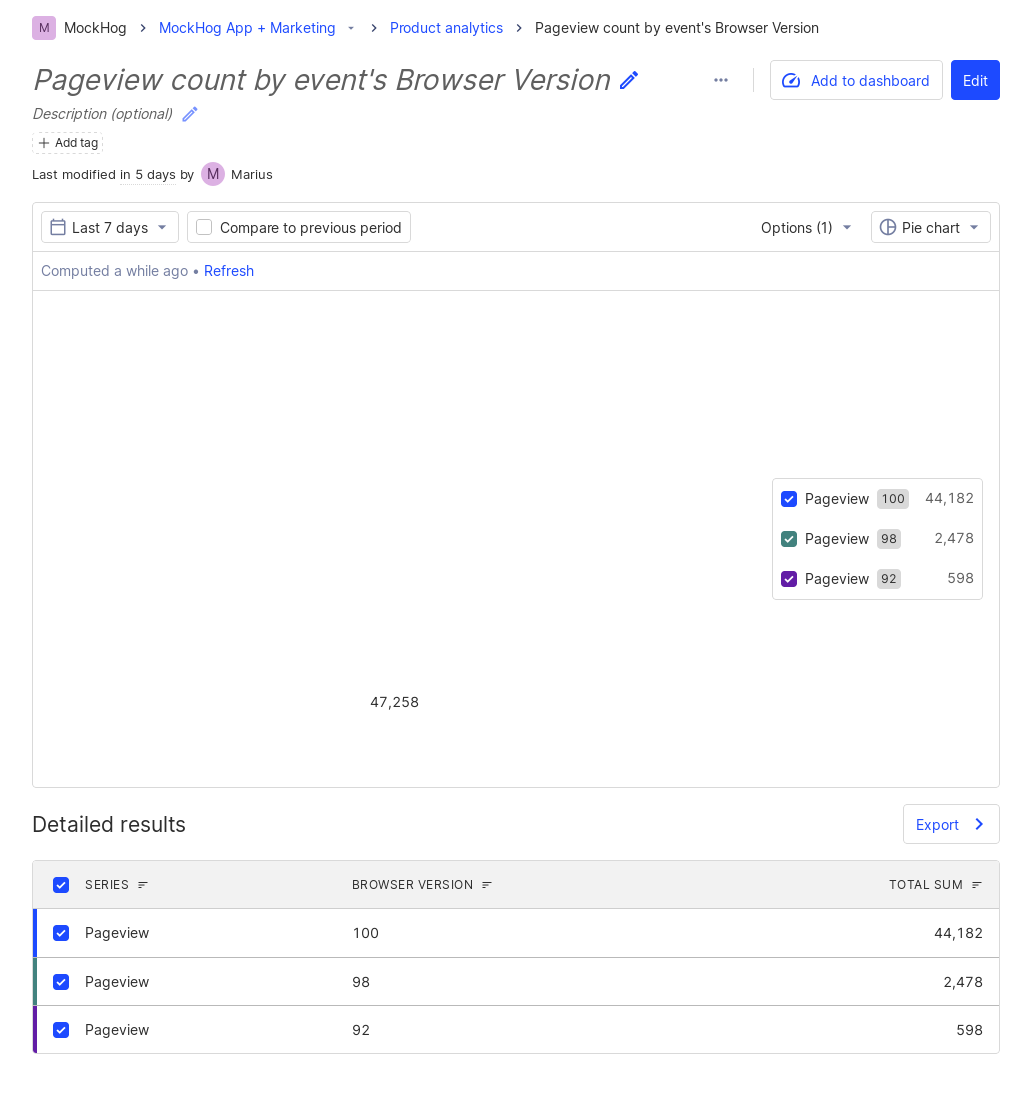 M MockHog MockHog App + Marketing Product analytics Pageview count by event's Browser Version
Pageview count by event's Browser Version
Add to dashboard Edit
Description (optional)
Add tag
Last modified in 5 days by M Marius
Last 7 days Compare to previous period Options (1) Pie chart
Computed a while ago • Refresh
Pageview 100 44,182
Pageview 98 2,478
Pageview 92 598
47,258
Detailed results Export
SERIES BROWSER VERSION TOTAL SUM
Pageview 100 44,182
Pageview 98 2,478
Pageview 92 598